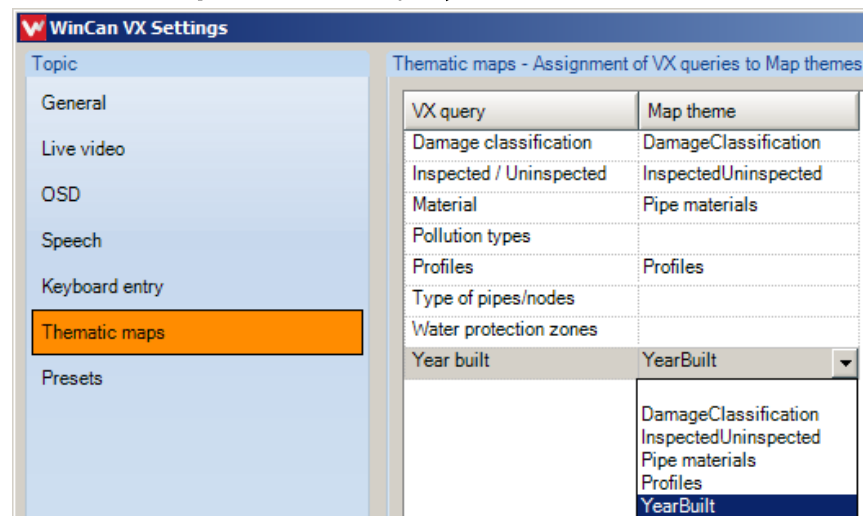 WinCan VX Settings
Topic
General
Live video
OSD
Speech
Keyboard entry
Thematic maps
Presets
Thematic maps - Assignment of VX queries to Map themes
VX query Map theme
Damage classification DamageClassification
Inspected / Uninspected InspectedUninspected
Material Pipe materials
Pollution types
Profiles Profiles
Type of pipes/nodes
Water protection zones
Year built YearBuilt
DamageClassification
InspectedUninspected
Pipe materials
Profiles
YearBuilt